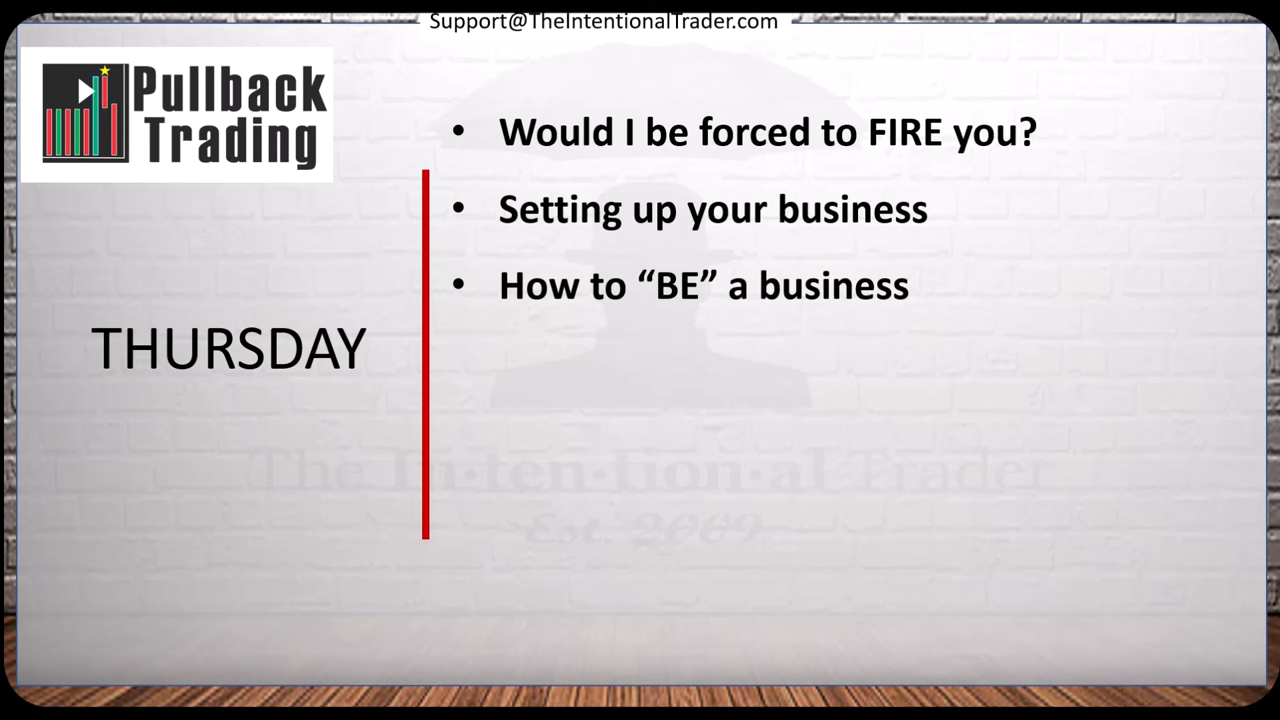 Support@TheIntentionalTrader.com
Pullback
Trading
• Would I be forced to FIRE you?
• Setting up your business
• How to “BE” a business
THURSDAY
The In·ten·tion·al Trader
Est. 2009